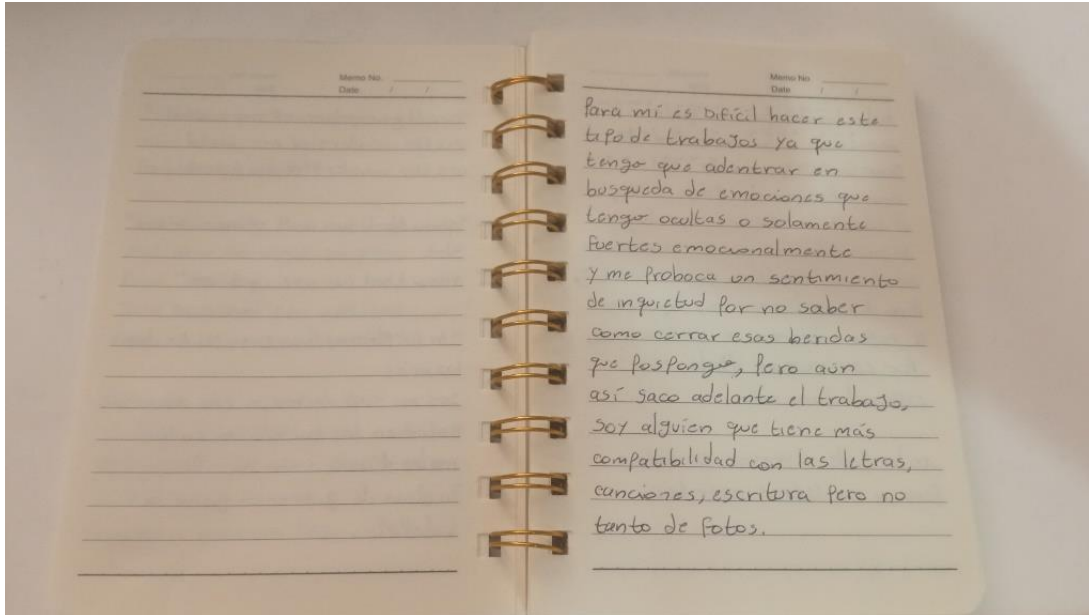 Memo No.
Date / /
Memo No
Date / /
Para mí es Difícil hacer este
tipo de trabajos ya que
tengo que adentrar en
busqueda de emociones que
tengo ocultas o solamente
fuertes emocionalmente
y me proboca un sentimiento
de inquietud por no saber
como cerrar esas heridas
que pospongo, pero aún
así saco adelante el trabajo,
soy alguien que tiene más
compatibilidad con las letras,
canciones, escritura pero no
tanto de fotos.